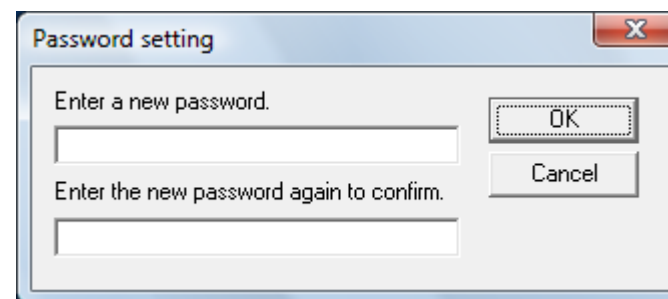 Password setting
Enter a new password.
OK
Cancel
Enter the new password again to confirm.